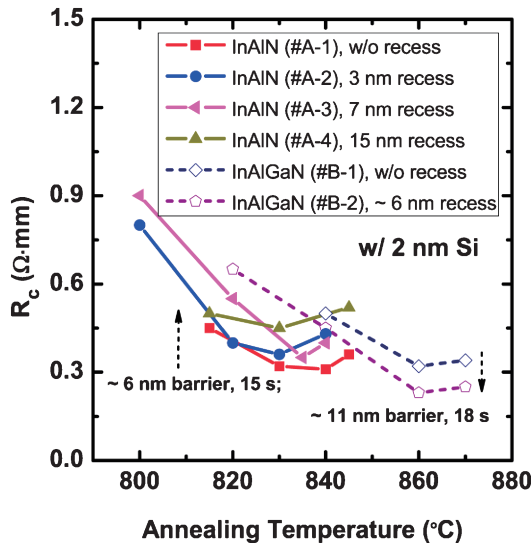 1.5
1.2
0.9
0.6
0.3
0.0
R_c (Ω·mm)
InAlN (#A-1), w/o recess
InAlN (#A-2), 3 nm recess
InAlN (#A-3), 7 nm recess
InAlN (#A-4), 15 nm recess
InAlGaN (#B-1), w/o recess
InAlGaN (#B-2), ~ 6 nm recess
w/ 2 nm Si
~ 6 nm barrier, 15 s;
~ 11 nm barrier, 18 s
800 820 840 860 880
Annealing Temperature (°C)